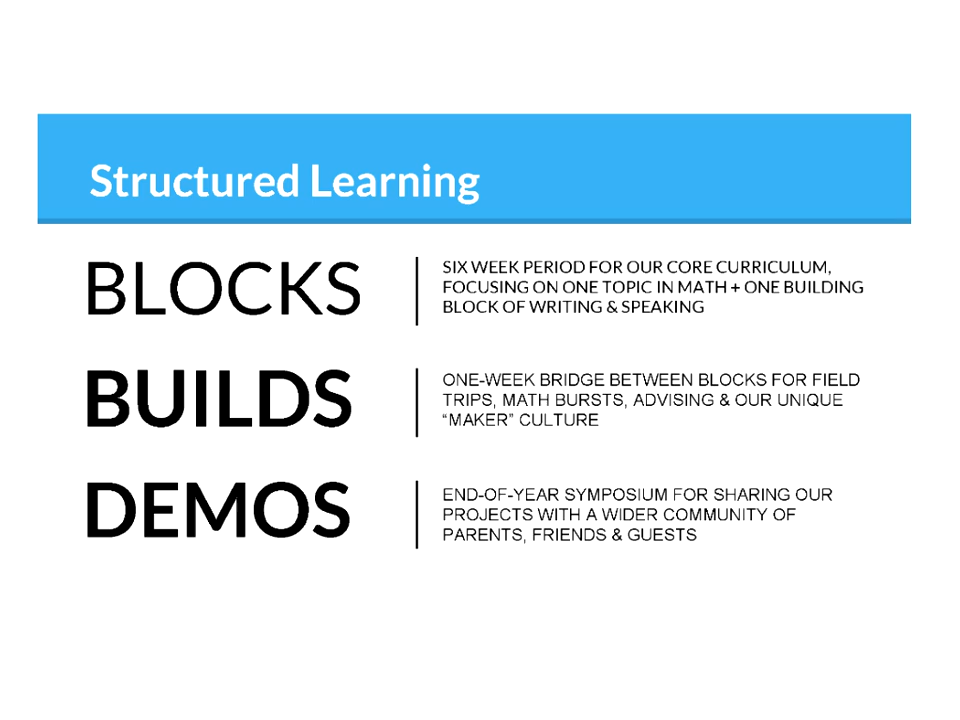 Structured Learning
BLOCKS
SIX WEEK PERIOD FOR OUR CORE CURRICULUM,
FOCUSING ON ONE TOPIC IN MATH + ONE BUILDING
BLOCK OF WRITING & SPEAKING
BUILDS
ONE-WEEK BRIDGE BETWEEN BLOCKS FOR FIELD
TRIPS, MATH BURSTS, ADVISING & OUR UNIQUE
“MAKER” CULTURE
DEMOS
END-OF-YEAR SYMPOSIUM FOR SHARING OUR
PROJECTS WITH A WIDER COMMUNITY OF
PARENTS, FRIENDS & GUESTS